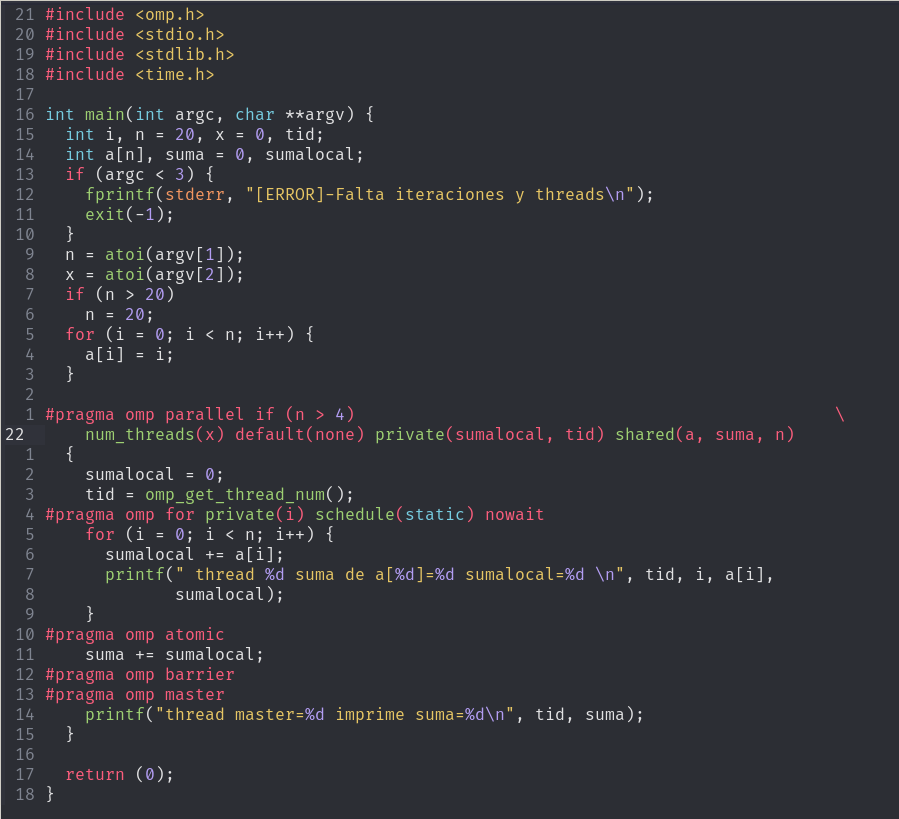 21 #include <omp.h>
20 #include <stdio.h>
19 #include <stdlib.h>
18 #include <time.h>
17
16 int main(int argc, char **argv) {
15   int i, n = 20, x = 0, tid;
14   int a[n], suma = 0, sumalocal;
13   if (argc < 3) {
12     fprintf(stderr, "[ERROR]-Falta iteraciones y threads\n");
11     exit(-1);
10   }
 9   n = atoi(argv[1]);
 8   x = atoi(argv[2]);
 7   if (n > 20)
 6     n = 20;
 5   for (i = 0; i < n; i++) {
 4     a[i] = i;
 3   }
 2
 1 #pragma omp parallel if (n > 4)                                                \
22     num_threads(x) default(none) private(sumalocal, tid) shared(a, suma, n)
 1   {
 2     sumalocal = 0;
 3     tid = omp_get_thread_num();
 4 #pragma omp for private(i) schedule(static) nowait
 5     for (i = 0; i < n; i++) {
 6       sumalocal += a[i];
 7       printf(" thread %d suma de a[%d]=%d sumalocal=%d \n", tid, i, a[i],
 8              sumalocal);
 9     }
10 #pragma omp atomic
11     suma += sumalocal;
12 #pragma omp barrier
13 #pragma omp master
14     printf("thread master=%d imprime suma=%d\n", tid, suma);
15   }
16
17   return (0);
18 }